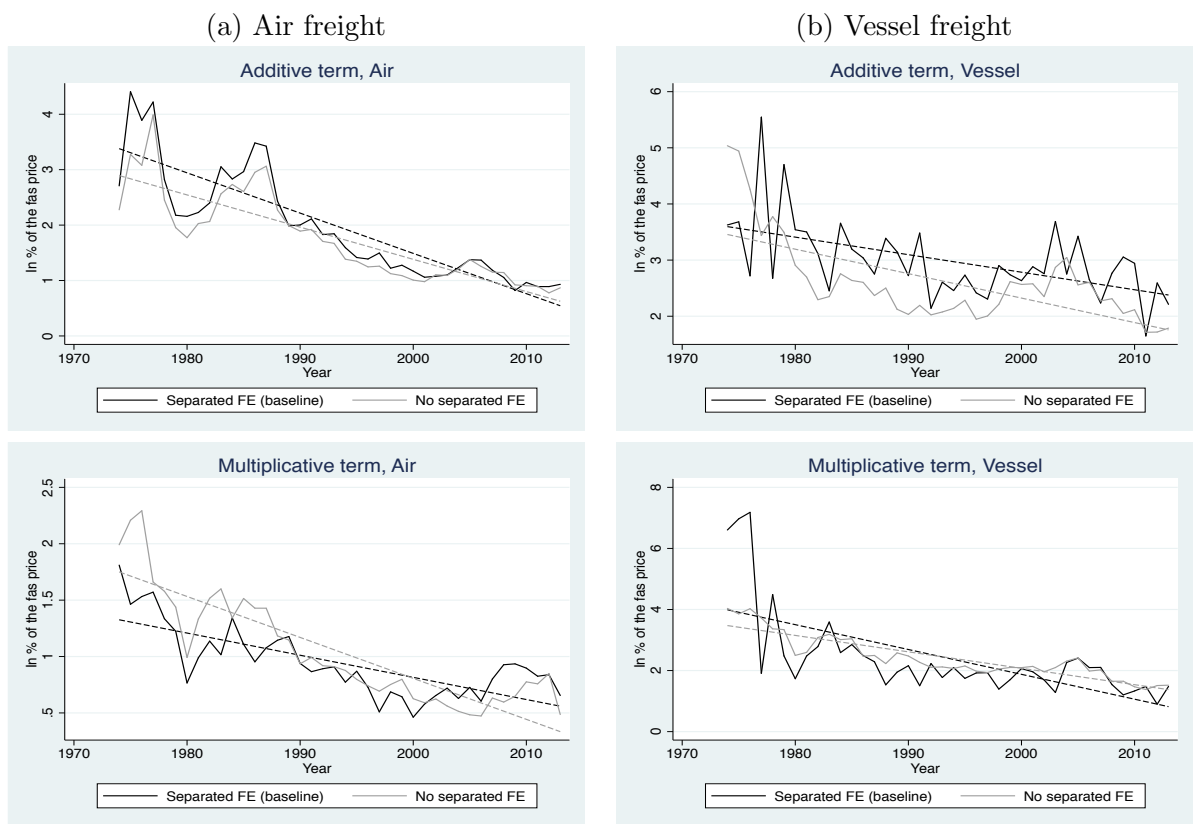 (a) Air freight
Additive term, Air
In % of the fas price
4
3
2
1
0
1970 1980 1990 2000 2010
Year
Separated FE (baseline) No separated FE
(b) Vessel freight
Additive term, Vessel
In % of the fas price
6
5
4
3
2
1970 1980 1990 2000 2010
Year
Separated FE (baseline) No separated FE
Multiplicative term, Air
In % of the fas price
2.5
2
1.5
1
.5
1970 1980 1990 2000 2010
Year
Separated FE (baseline) No separated FE
Multiplicative term, Vessel
In % of the fas price
8
6
4
2
0
1970 1980 1990 2000 2010
Year
Separated FE (baseline) No separated FE